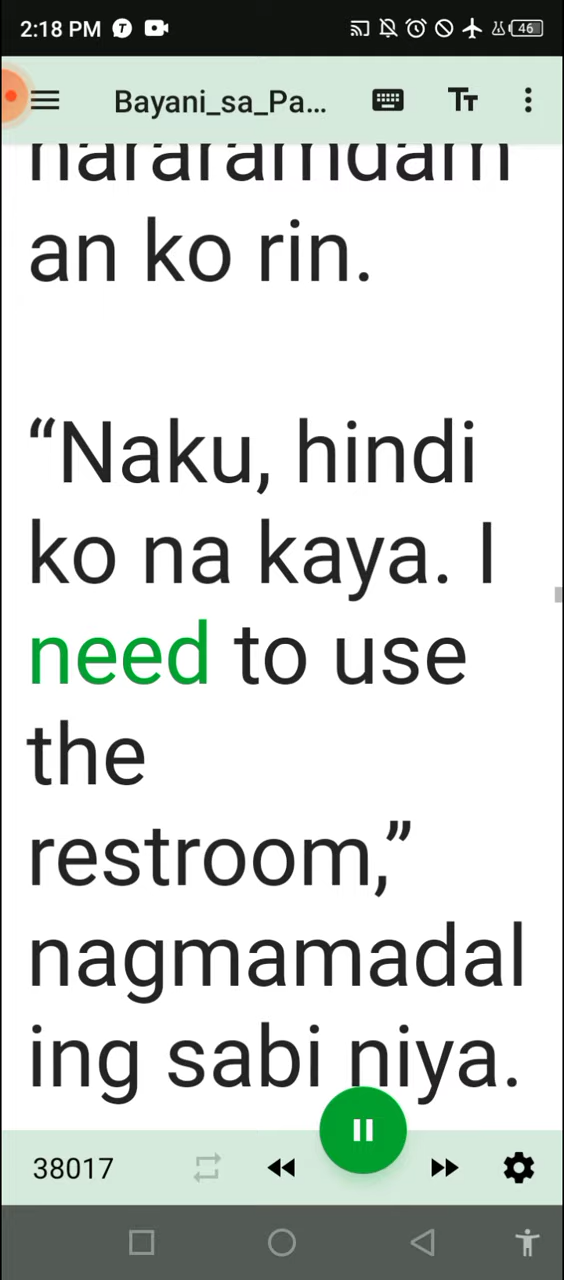 2:18 PM
46
Bayani_sa_Pa...
nararamdam
an ko rin.
“Naku, hindi
ko na kaya. I
need to use
the
restroom,”
nagmamadal
ing sabi niya.
38017